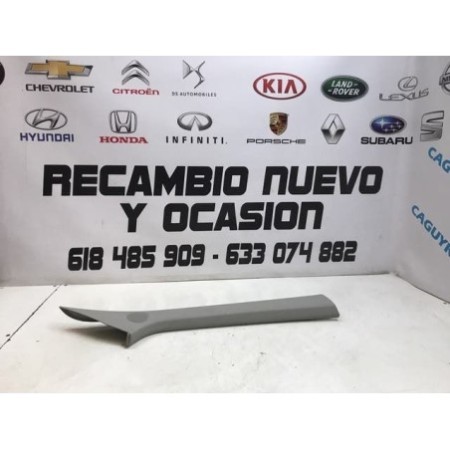 CHEVROLET CITROËN DS AUTOMOBILES KIA LAND ROVER LEXUS
HYUNDAI HONDA INFINITI PORSCHE RENAULT SUBARU
RECAMBIO NUEVO
Y OCASION
618 485 909 - 633 074 882